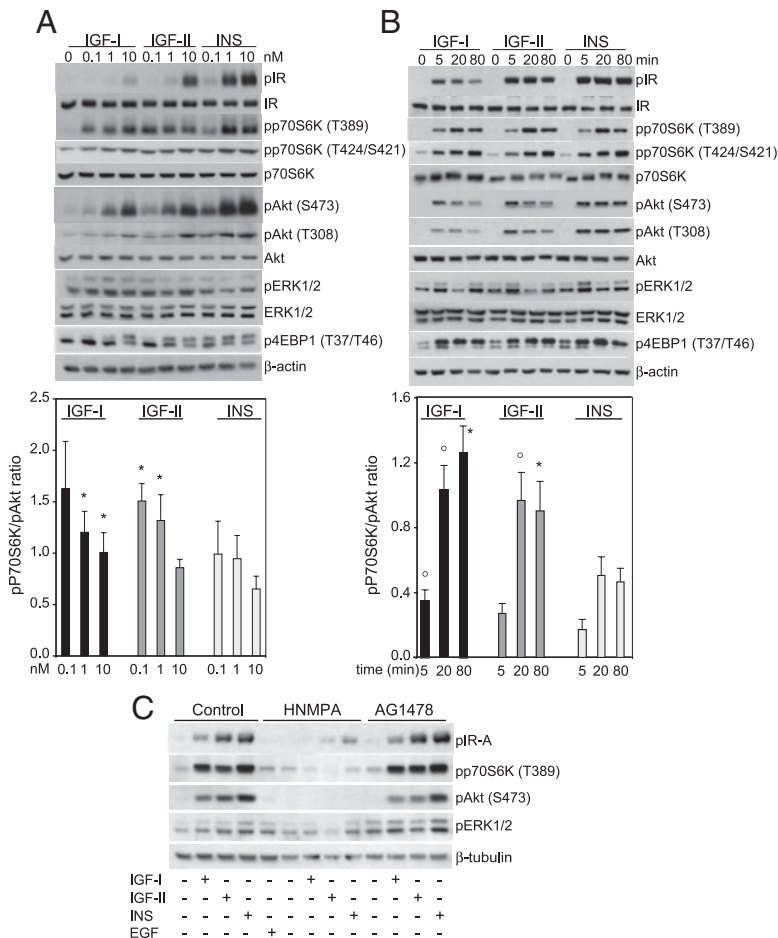 A
IGF-I IGF-II INS
0 0.1 1 10 0.1 1 10 0.1 1 10 nM
pIR
IR
pp70S6K (T389)
pp70S6K (T424/S421)
p70S6K
pAkt (S473)
pAkt (T308)
Akt
pERK1/2
ERK1/2
p4EBP1 (T37/T46)
β-actin
pP70S6K/pAkt ratio
2.5
2.0
1.5
1.0
0.5
0.0
IGF-I IGF-II INS
* * * *
nM 0.1 1 10 0.1 1 10 0.1 1 10
B
IGF-I IGF-II INS
0 5 20 80 0 5 20 80 0 5 20 80 min
pIR
IR
pp70S6K (T389)
pp70S6K (T424/S421)
p70S6K
pAkt (S473)
pAkt (T308)
Akt
pERK1/2
ERK1/2
p4EBP1 (T37/T46)
β-actin
pP70S6K/pAkt ratio
1.6
1.2
0.8
0.4
0.0
IGF-I IGF-II INS
○ ○ * ○ *
time (min) 5 20 80 5 20 80 5 20 80
C
Control HNMPA AG1478
pIR-A
pp70S6K (T389)
pAkt (S473)
pERK1/2
β-tubulin
IGF-I - + - - - - + - - - + - -
IGF-II - - + - - - - + - - - + -
INS - - - + - - - - + - - - +
EGF - - - - + - - - - - - - -